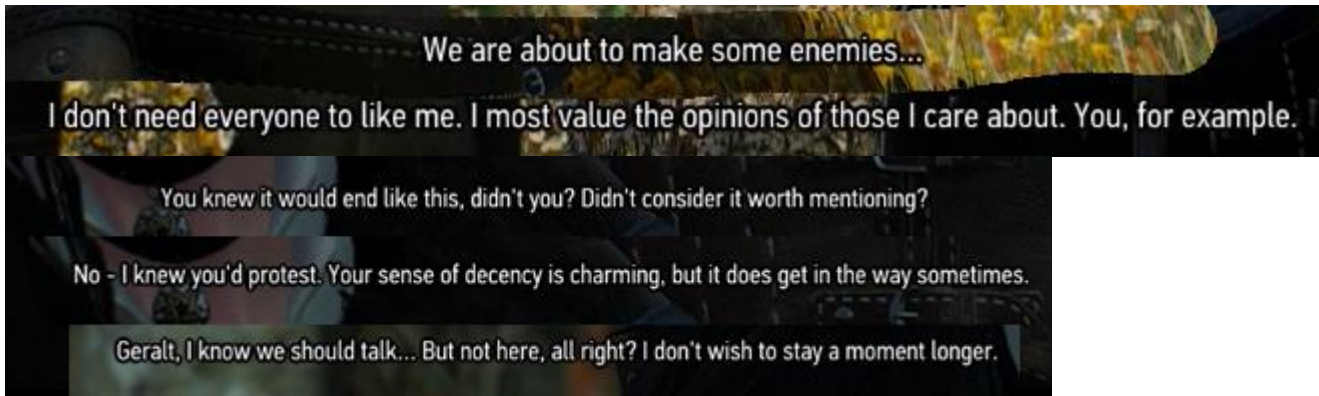 We are about to make some enemies...
I don't need everyone to like me. I most value the opinions of those I care about. You, for example.
You knew it would end like this, didn't you? Didn't consider it worth mentioning?
No - I knew you'd protest. Your sense of decency is charming, but it does get in the way sometimes.
Geralt, I know we should talk... But not here, all right? I don't wish to stay a moment longer.